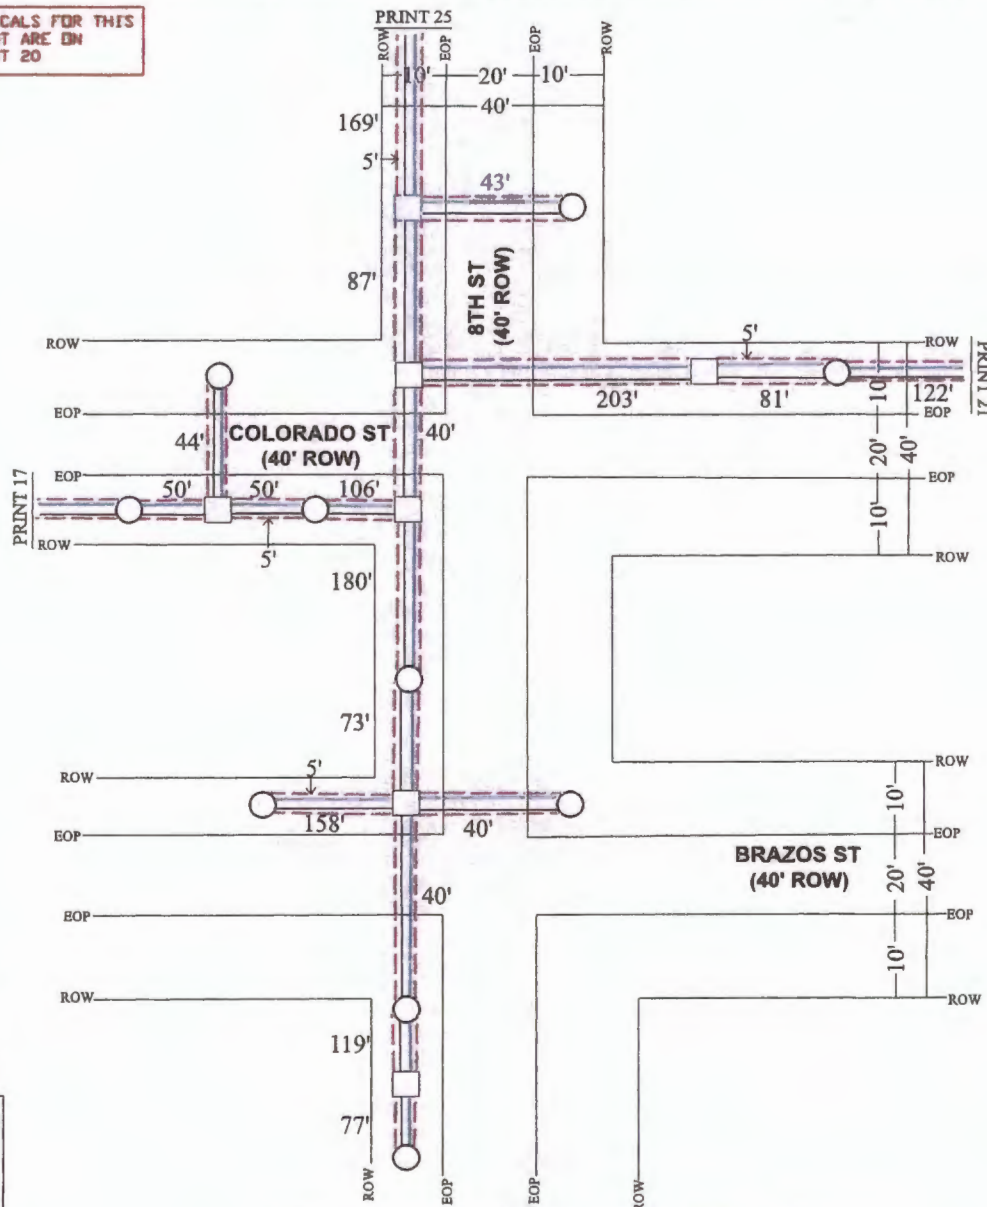 CALS FOR THIS
T ARE ON
T 20
PRINT 25
ROW
EOP
EOP
ROW
10'
20'
10'
40'
169'
5'
43'
87'
8TH ST
(40' ROW)
ROW
5'
ROW
PRINT 21
203'
81'
10'
122'
EOP
EOP
44'
COLORADO ST
(40' ROW)
40'
20'
40'
EOP
EOP
50'
50'
106'
PRINT 17
10'
ROW
5'
ROW
180'
73'
ROW
5'
ROW
158'
40'
10'
EOP
EOP
BRAZOS ST
(40' ROW)
20'
40'
40'
EOP
EOP
10'
ROW
ROW
119'
77'
ROW
EOP
EOP
ROW